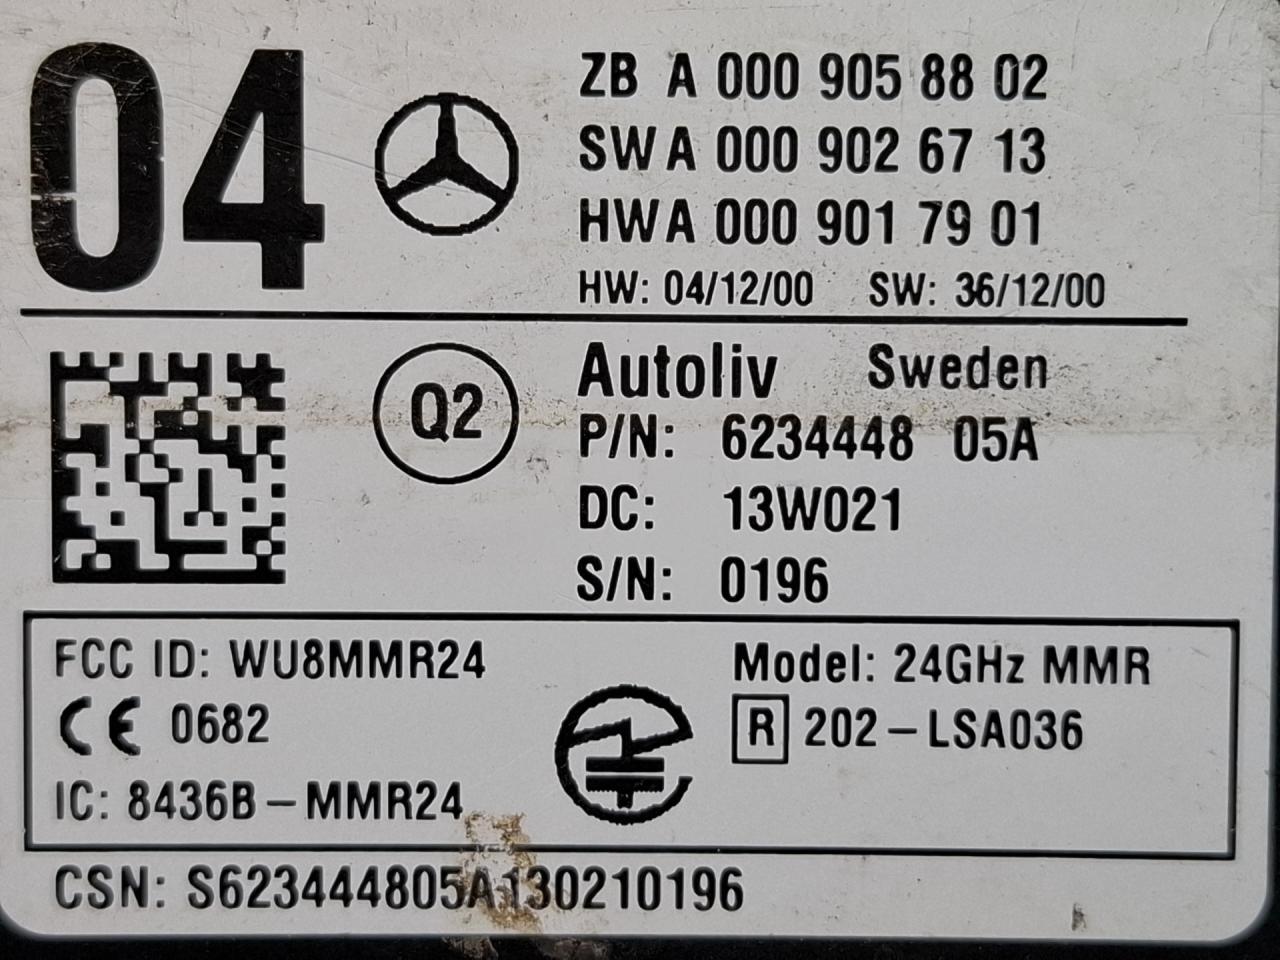 04
ZB A 000 905 88 02
SW A 000 902 67 13
HW A 000 901 79 01
HW: 04/12/00 SW: 36/12/00
Q2
Autoliv Sweden
P/N: 6234448 05A
DC: 13W021
S/N: 0196
FCC ID: WU8MMR24
CE 0682
IC: 8436B-MMR24
Model: 24GHz MMR
R 202-LSA036
CSN: S623444805A130210196